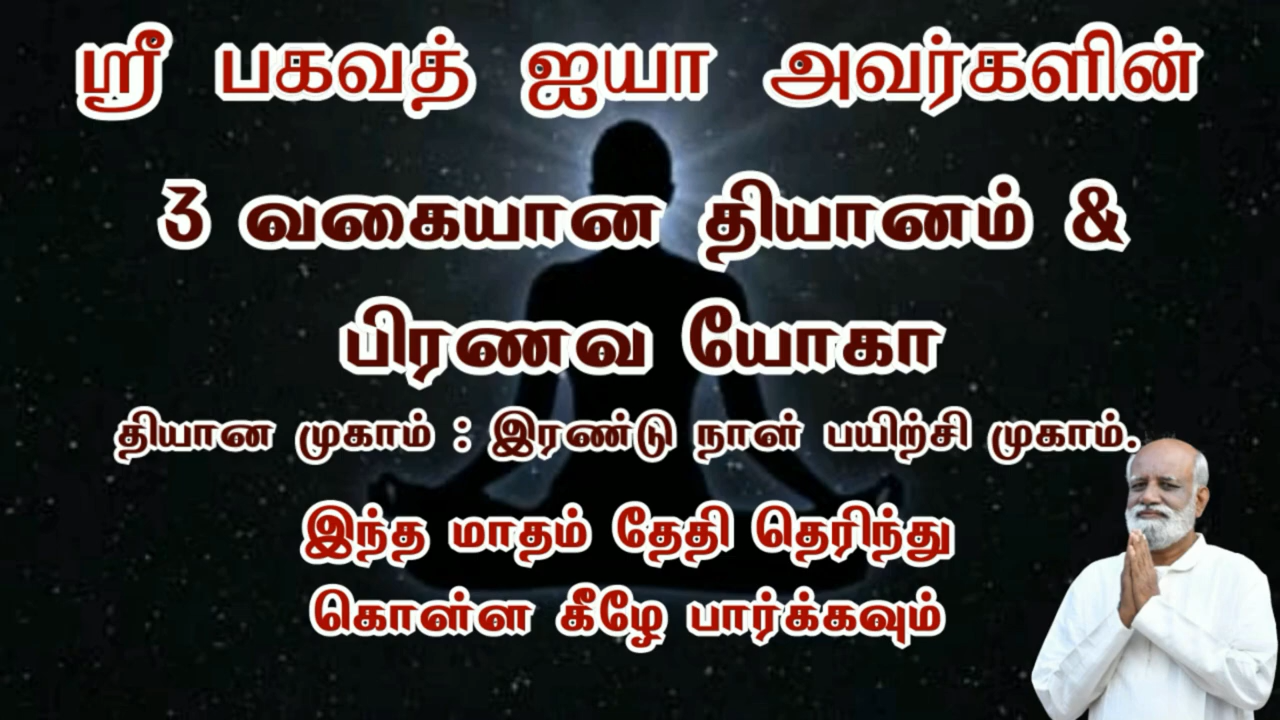 ஸ்ரீ பகவத் ஐயா அவர்களின்
3 வகையான தியானம் &
பிரணவ யோகா
தியான முகாம் : இரண்டு நாள் பயிற்சி முகாம்.
இந்த மாதம் தேதி தெரிந்து
கொள்ள கீழே பார்க்கவும்